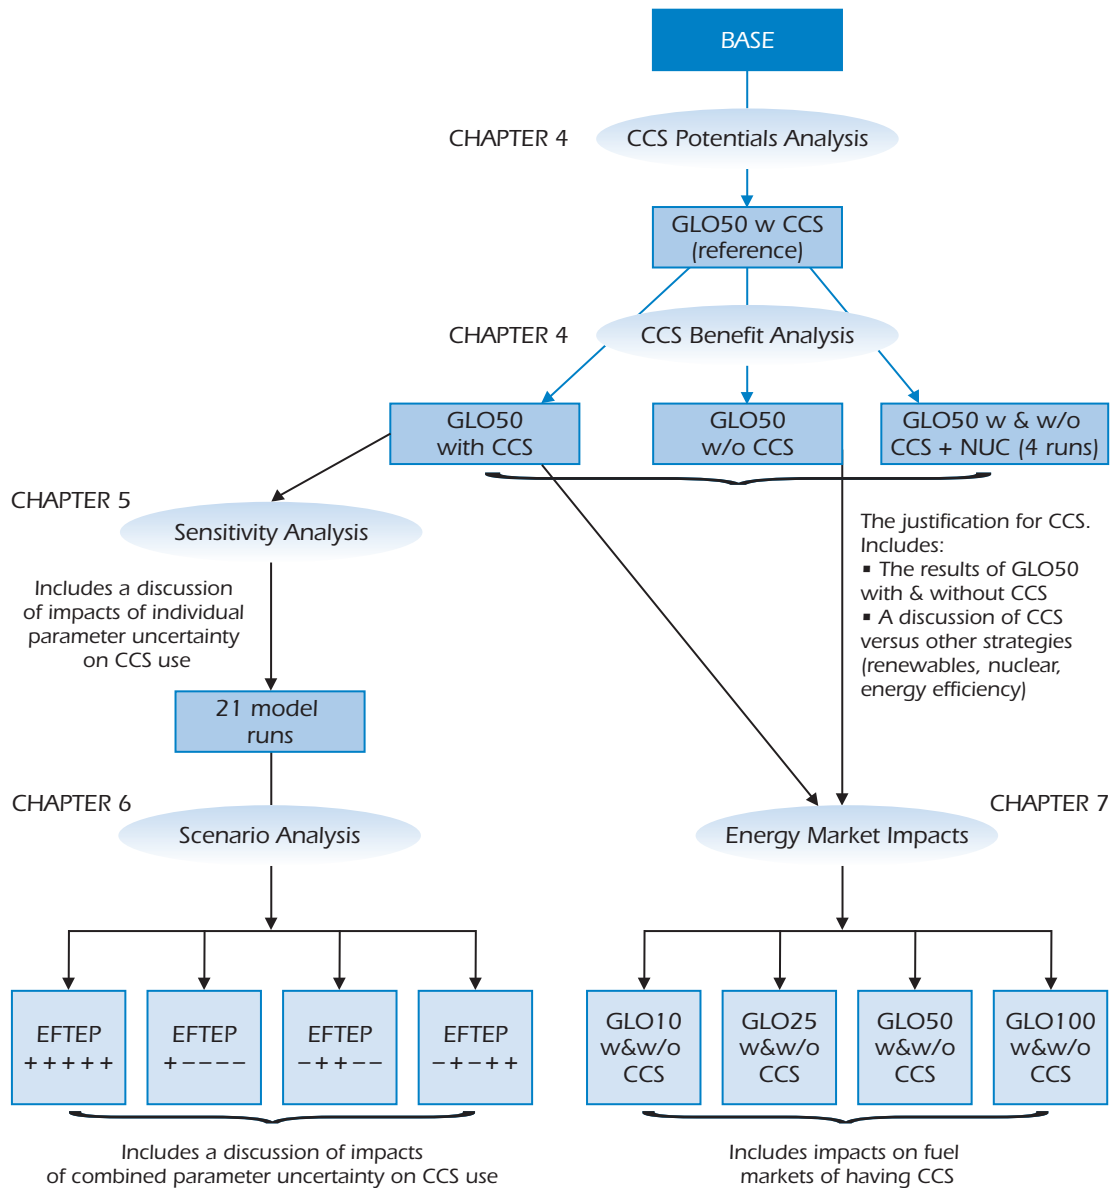 BASE
CHAPTER 4
CCS Potentials Analysis
GLO50 w CCS
(reference)
CHAPTER 4
CCS Benefit Analysis
GLO50
with CCS
GLO50
w/o CCS
GLO50 w & w/o
CCS + NUC (4 runs)
CHAPTER 5
Sensitivity Analysis
Includes a discussion
of impacts of individual
parameter uncertainty
on CCS use
The justification for CCS.
Includes:
▪ The results of GLO50
with & without CCS
▪ A discussion of CCS
versus other strategies
(renewables, nuclear,
energy efficiency)
21 model
runs
CHAPTER 6
Scenario Analysis
CHAPTER 7
Energy Market Impacts
EFTEP
+ + + + +
EFTEP
+ – – – –
EFTEP
– + + – –
EFTEP
– + – + +
GLO10
w&w/o
CCS
GLO25
w&w/o
CCS
GLO50
w&w/o
CCS
GLO100
w&w/o
CCS
Includes a discussion of impacts
of combined parameter uncertainty on CCS use
Includes impacts on fuel
markets of having CCS